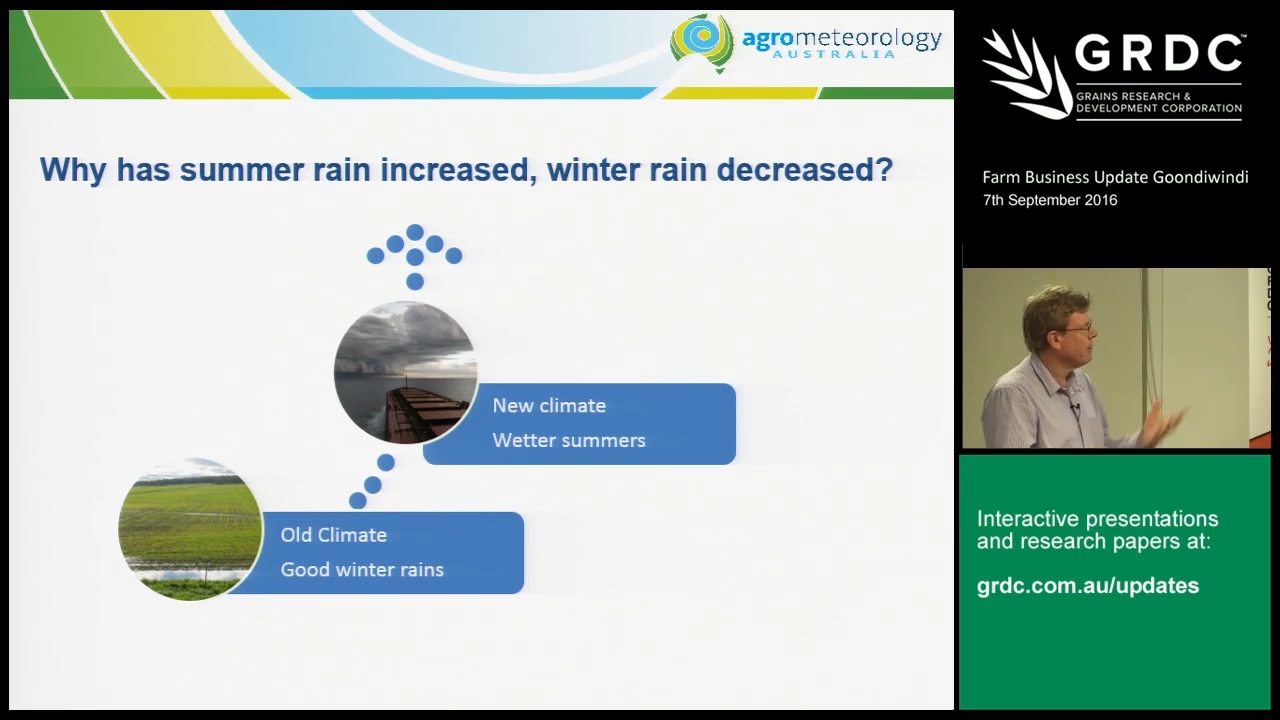 agrometeorology
AUSTRALIA
Why has summer rain increased, winter rain decreased?
New climate
Wetter summers
Old Climate
Good winter rains
GRDC™
GRAINS RESEARCH &
DEVELOPMENT CORPORATION
Farm Business Update Goondiwindi
7th September 2016
Interactive presentations
and research papers at:
grdc.com.au/updates